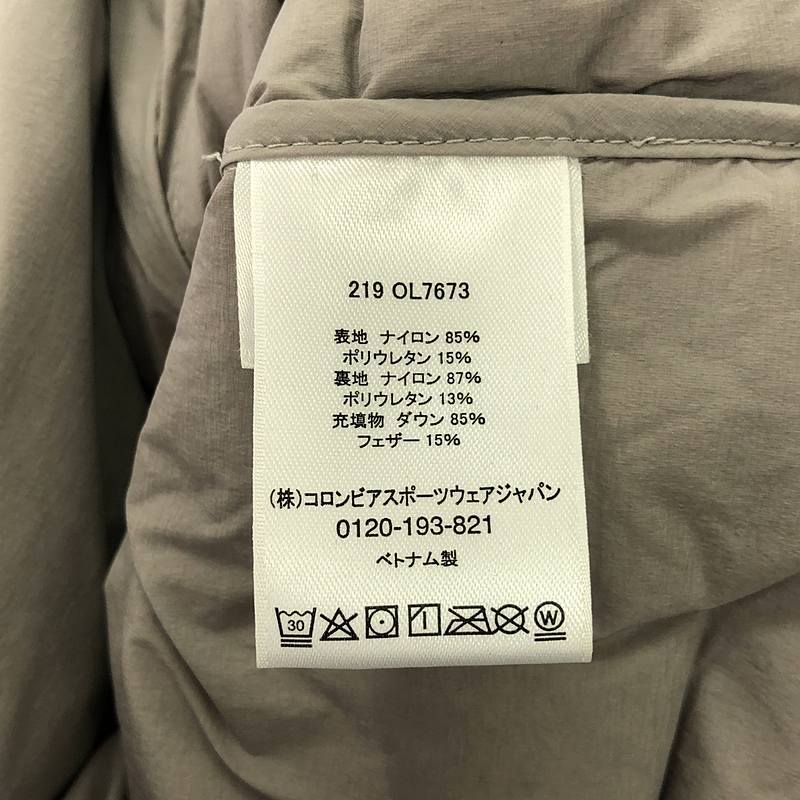 219 OL7673
表地 ナイロン 85%
ポリウレタン 15%
裏地 ナイロン 87%
ポリウレタン 13%
充填物 ダウン 85%
フェザー 15%
(株)コロンビアスポーツウェアジャパン
0120-193-821
ベトナム製
30 W